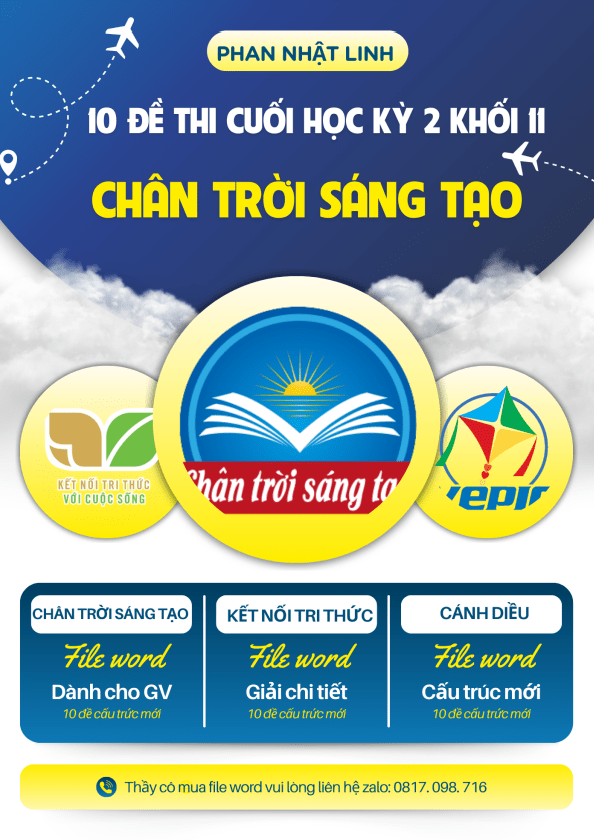 PHAN NHẬT LINH
10 ĐỀ THI CUỐI HỌC KỲ 2 KHỐI 11
CHÂN TRỜI SÁNG TẠO
KẾT NỐI TRI THỨC
VỚI CUỘC SỐNG
Chân trời sáng tạ
VEPIC
CHÂN TRỜI SÁNG TẠO
File word
Dành cho GV
10 đề cấu trức mới
KẾT NỐI TRI THỨC
File word
Giải chi tiết
10 đề cấu trức mới
CÁNH DIỀU
File word
Cấu trúc mới
10 đề cấu trức mới
Thầy cô mua file word vui lòng liên hệ zalo: 0817. 098. 716